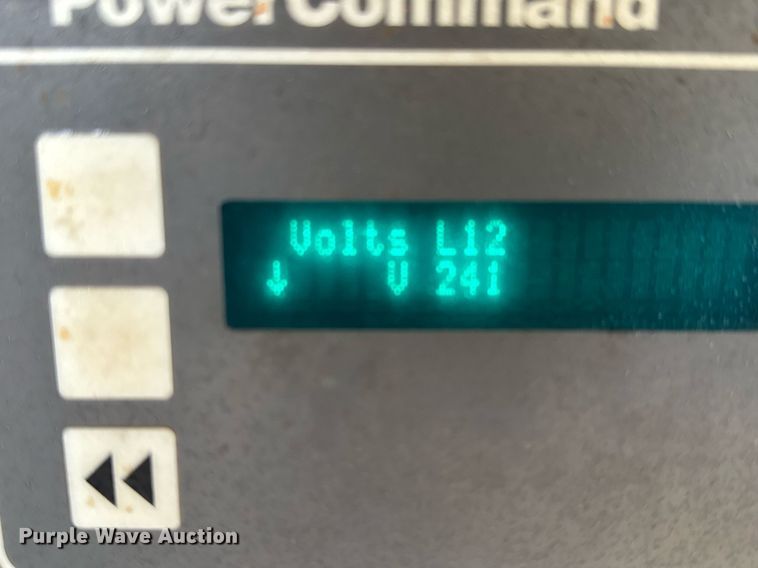 PowerCommand
Volts L12
↓ V 241
Purple Wave Auction